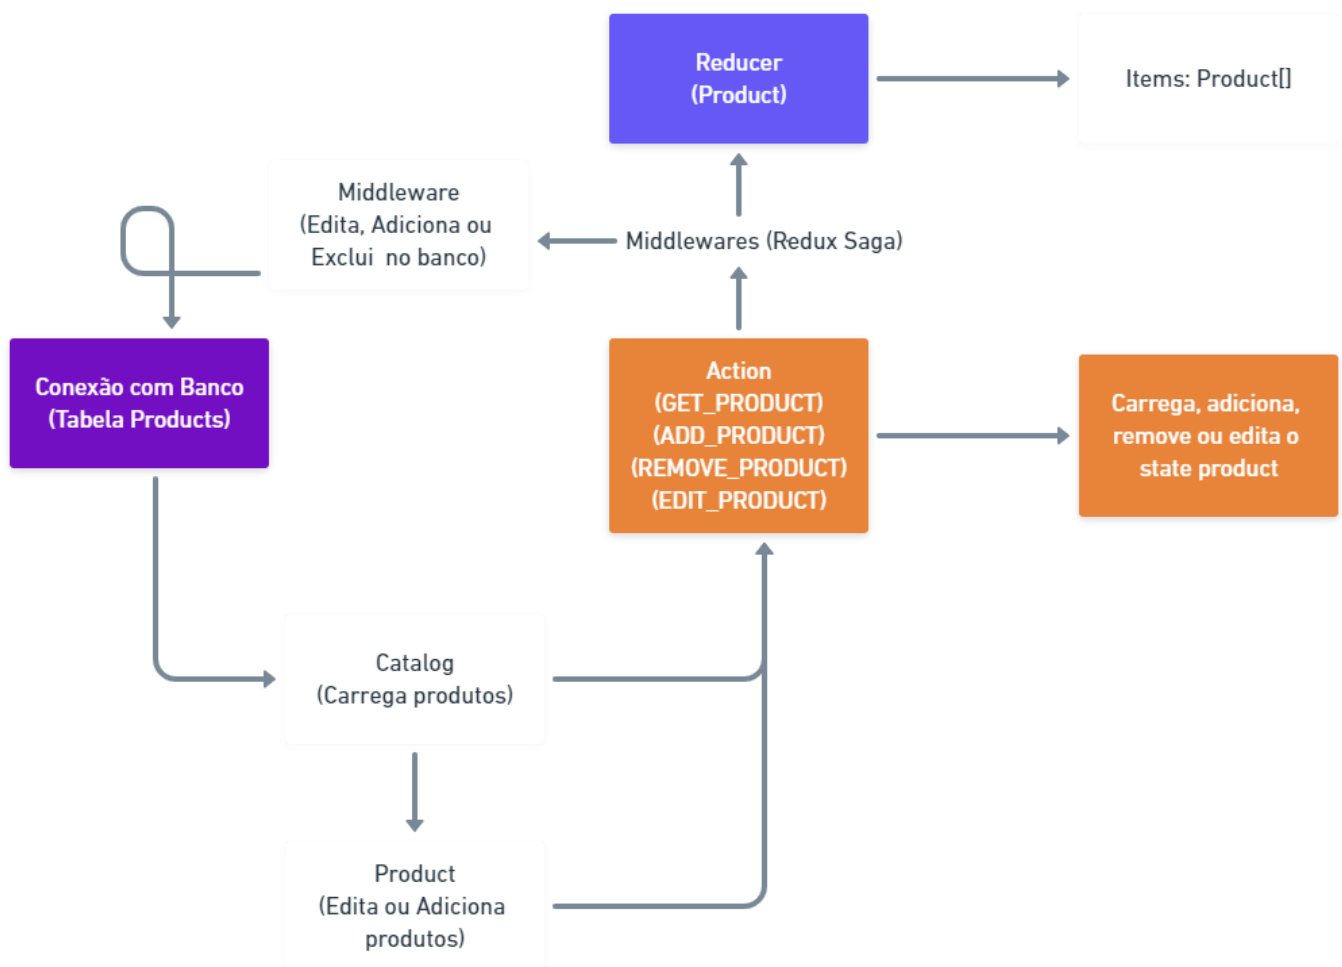 Reducer
(Product)
Items: Product[]
Middleware
(Edita, Adiciona ou
Exclui  no banco)
Middlewares (Redux Saga)
Conexão com Banco
(Tabela Products)
Action
(GET_PRODUCT)
(ADD_PRODUCT)
(REMOVE_PRODUCT)
(EDIT_PRODUCT)
Carrega, adiciona,
remove ou edita o
state product
Catalog
(Carrega produtos)
Product
(Edita ou Adiciona
produtos)